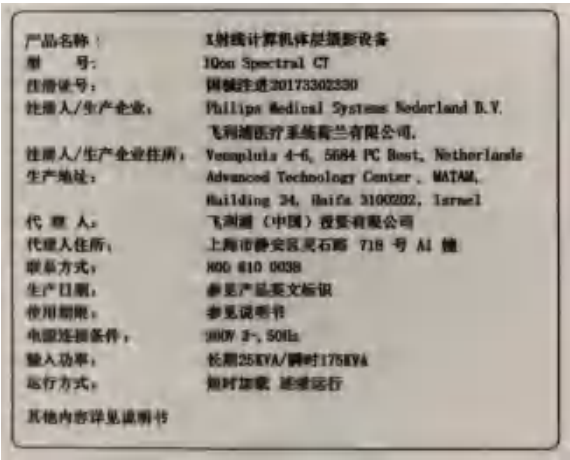 产品名称： X射线计算机体层摄影设备
型 号： IQon Spectral CT
注册证号： 国械注进20173302330
注册人/生产企业： Philips Medical Systems Nederland B.V.
飞利浦医疗系统荷兰有限公司.
注册人/生产企业住所： Veenpluis 4-6, 5684 PC Best, Netherlands
生产地址： Advanced Technology Center, MATAM,
Building 34, Haifa 3100202, Israel
代 理 人： 飞利浦（中国）投资有限公司
代理人住所： 上海市静安区灵石路 718 号 A1 幢
联系方式： 800 810 0038
生产日期： 参见产品英文标识
使用期限： 参见说明书
电源连接条件： 380V 3~, 50Hz
输入功率： 长期25KVA/瞬时175KVA
运行方式： 短时加载 连续运行
其他内容详见说明书